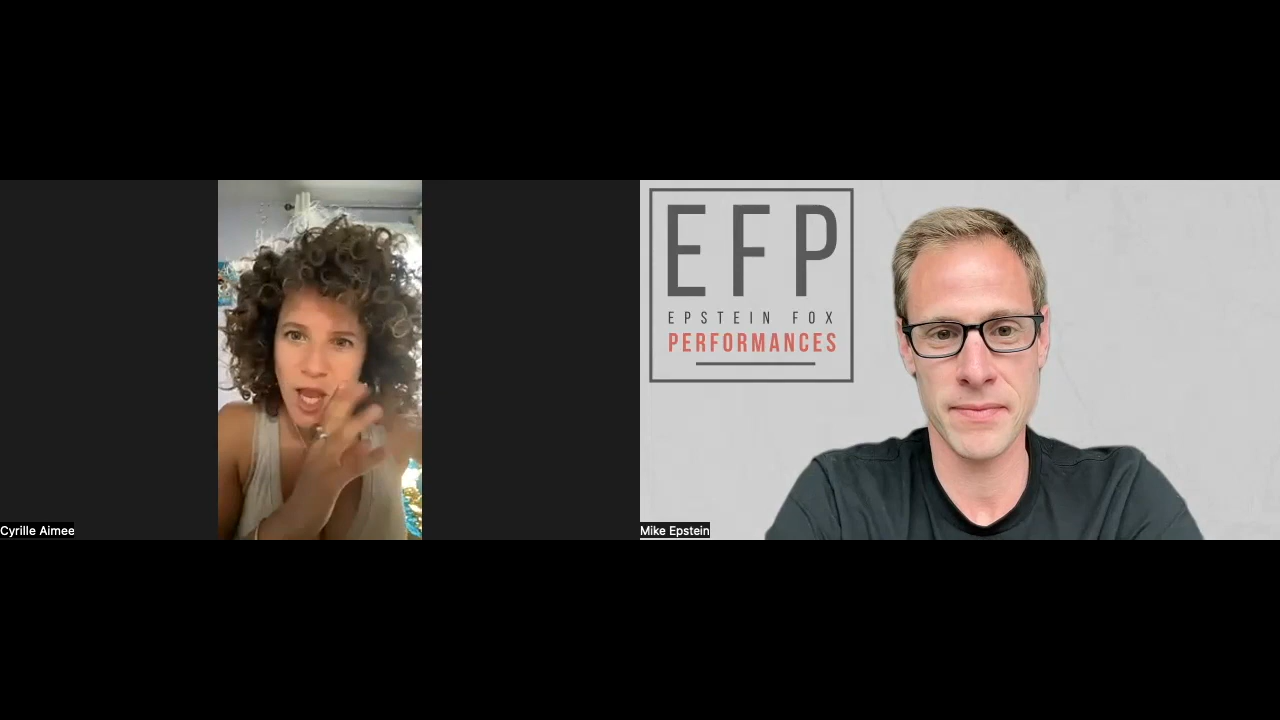 EFP
EPSTEIN FOX
PERFORMANCES
Cyrille Aimee
Mike Epstein